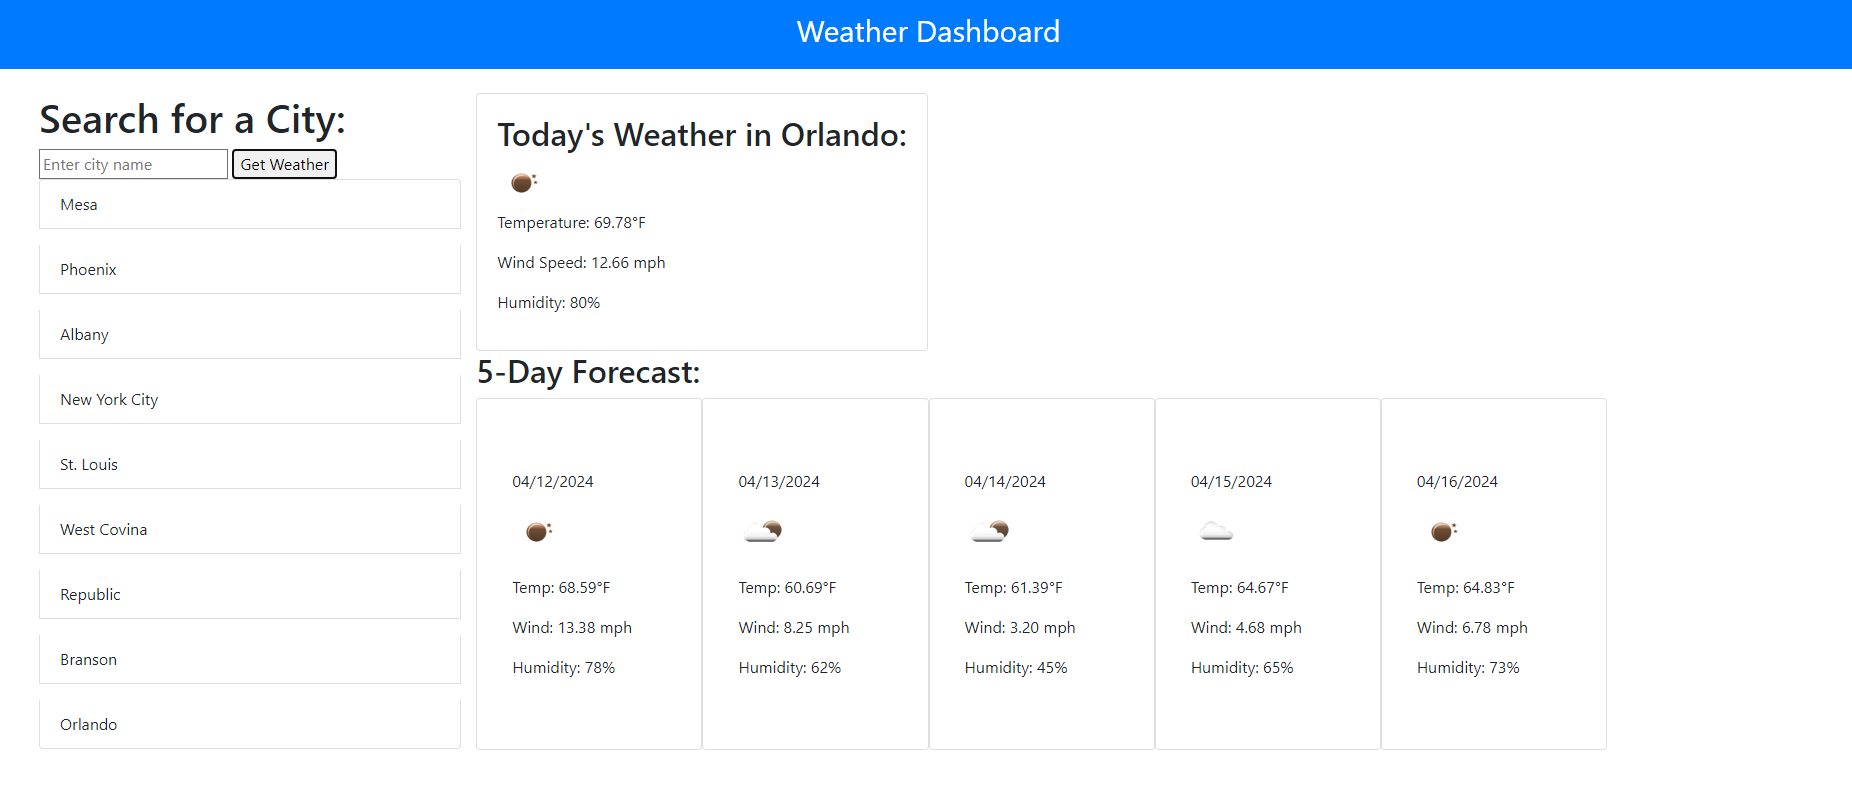 Weather Dashboard
Search for a City:
Enter city name
Get Weather
Mesa
Phoenix
Albany
New York City
St. Louis
West Covina
Republic
Branson
Orlando
Today's Weather in Orlando:
Temperature: 69.78°F
Wind Speed: 12.66 mph
Humidity: 80%
5-Day Forecast:
04/12/2024
Temp: 68.59°F
Wind: 13.38 mph
Humidity: 78%
04/13/2024
Temp: 60.69°F
Wind: 8.25 mph
Humidity: 62%
04/14/2024
Temp: 61.39°F
Wind: 3.20 mph
Humidity: 45%
04/15/2024
Temp: 64.67°F
Wind: 4.68 mph
Humidity: 65%
04/16/2024
Temp: 64.83°F
Wind: 6.78 mph
Humidity: 73%